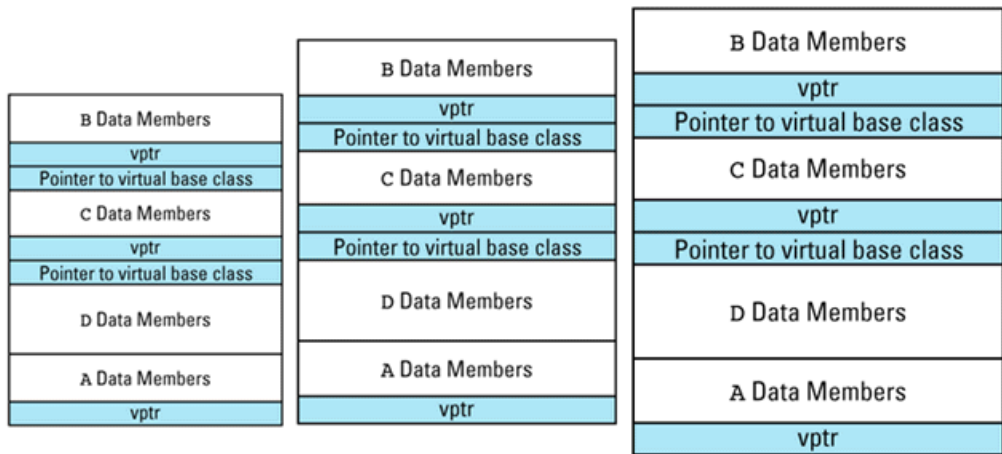 B Data Members
vptr
Pointer to virtual base class
C Data Members
vptr
Pointer to virtual base class
D Data Members
A Data Members
vptr
B Data Members
vptr
Pointer to virtual base class
C Data Members
vptr
Pointer to virtual base class
D Data Members
A Data Members
vptr
B Data Members
vptr
Pointer to virtual base class
C Data Members
vptr
Pointer to virtual base class
D Data Members
A Data Members
vptr